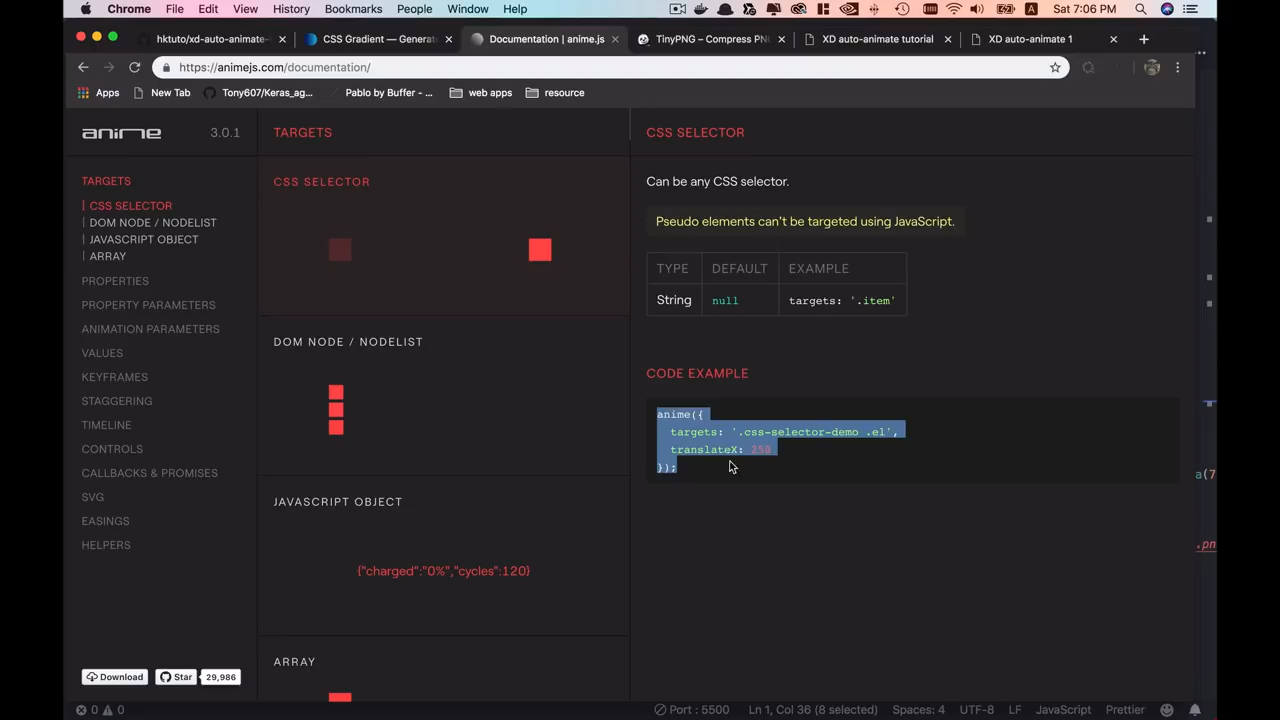 Chrome File Edit View History Bookmarks People Window Help Sat 7:06 PM
hktuto/xd-auto-animate- CSS Gradient — Generat Documentation | anime.js TinyPNG – Compress PN XD auto-animate tutorial XD auto-animate 1
https://animejs.com/documentation/
Apps New Tab Tony607/Keras_ag... Pablo by Buffer - ... web apps resource
anime 3.0.1
TARGETS
CSS SELECTOR
DOM NODE / NODELIST
JAVASCRIPT OBJECT
ARRAY
PROPERTIES
PROPERTY PARAMETERS
ANIMATION PARAMETERS
VALUES
KEYFRAMES
STAGGERING
TIMELINE
CONTROLS
CALLBACKS & PROMISES
SVG
EASINGS
HELPERS
Download Star 29,986
TARGETS
CSS SELECTOR
DOM NODE / NODELIST
JAVASCRIPT OBJECT
{"charged":"0%","cycles":120}
ARRAY
CSS SELECTOR
Can be any CSS selector.
Pseudo elements can't be targeted using JavaScript.
TYPE DEFAULT EXAMPLE
String null targets: '.item'
CODE EXAMPLE
anime({
targets: '.css-selector-demo .el',
translateX: 250
});
a(7
.pn
0 0 Port : 5500 Ln 1, Col 36 (8 selected) Spaces: 4 UTF-8 LF JavaScript Prettier